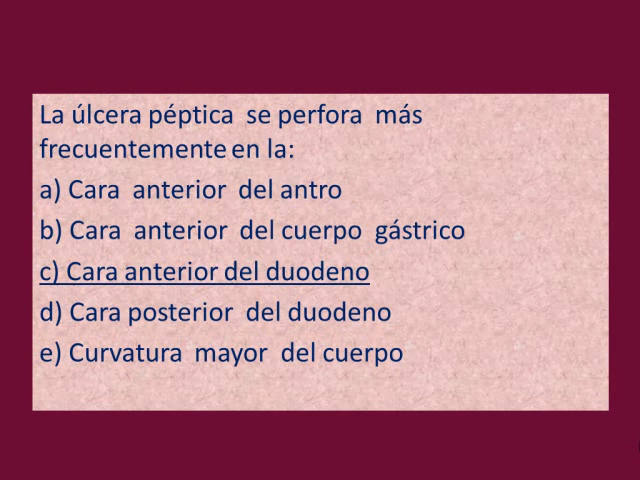 La úlcera péptica se perfora más
frecuentemente en la:
a) Cara anterior del antro
b) Cara anterior del cuerpo gástrico
c) Cara anterior del duodeno
d) Cara posterior del duodeno
e) Curvatura mayor del cuerpo